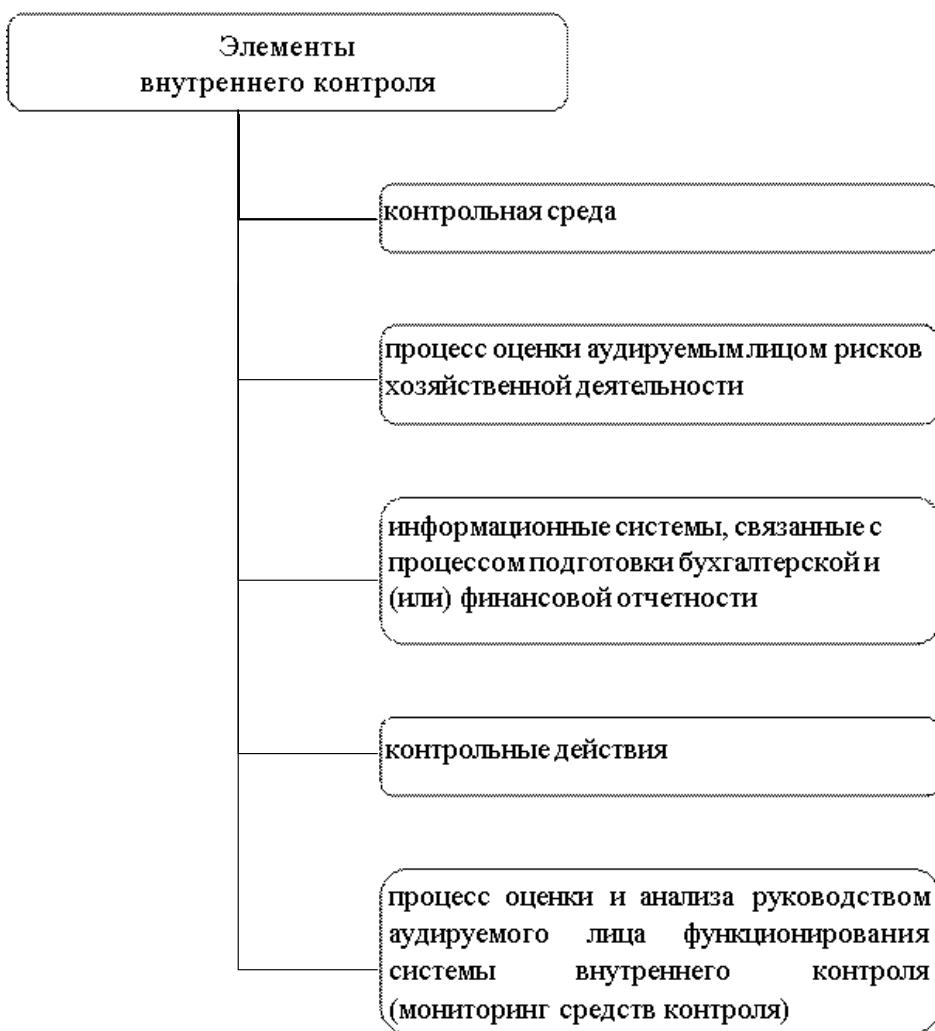 Элементы
внутреннего контроля
контрольная среда
процесс оценки аудируемым лицом рисков
хозяйственной деятельности
информационные системы, связанные с
процессом подготовки бухгалтерской и
(или) финансовой отчетности
контрольные действия
процесс оценки и анализа руководством
аудируемого лица функционирования
системы внутреннего контроля
(мониторинг средств контроля)